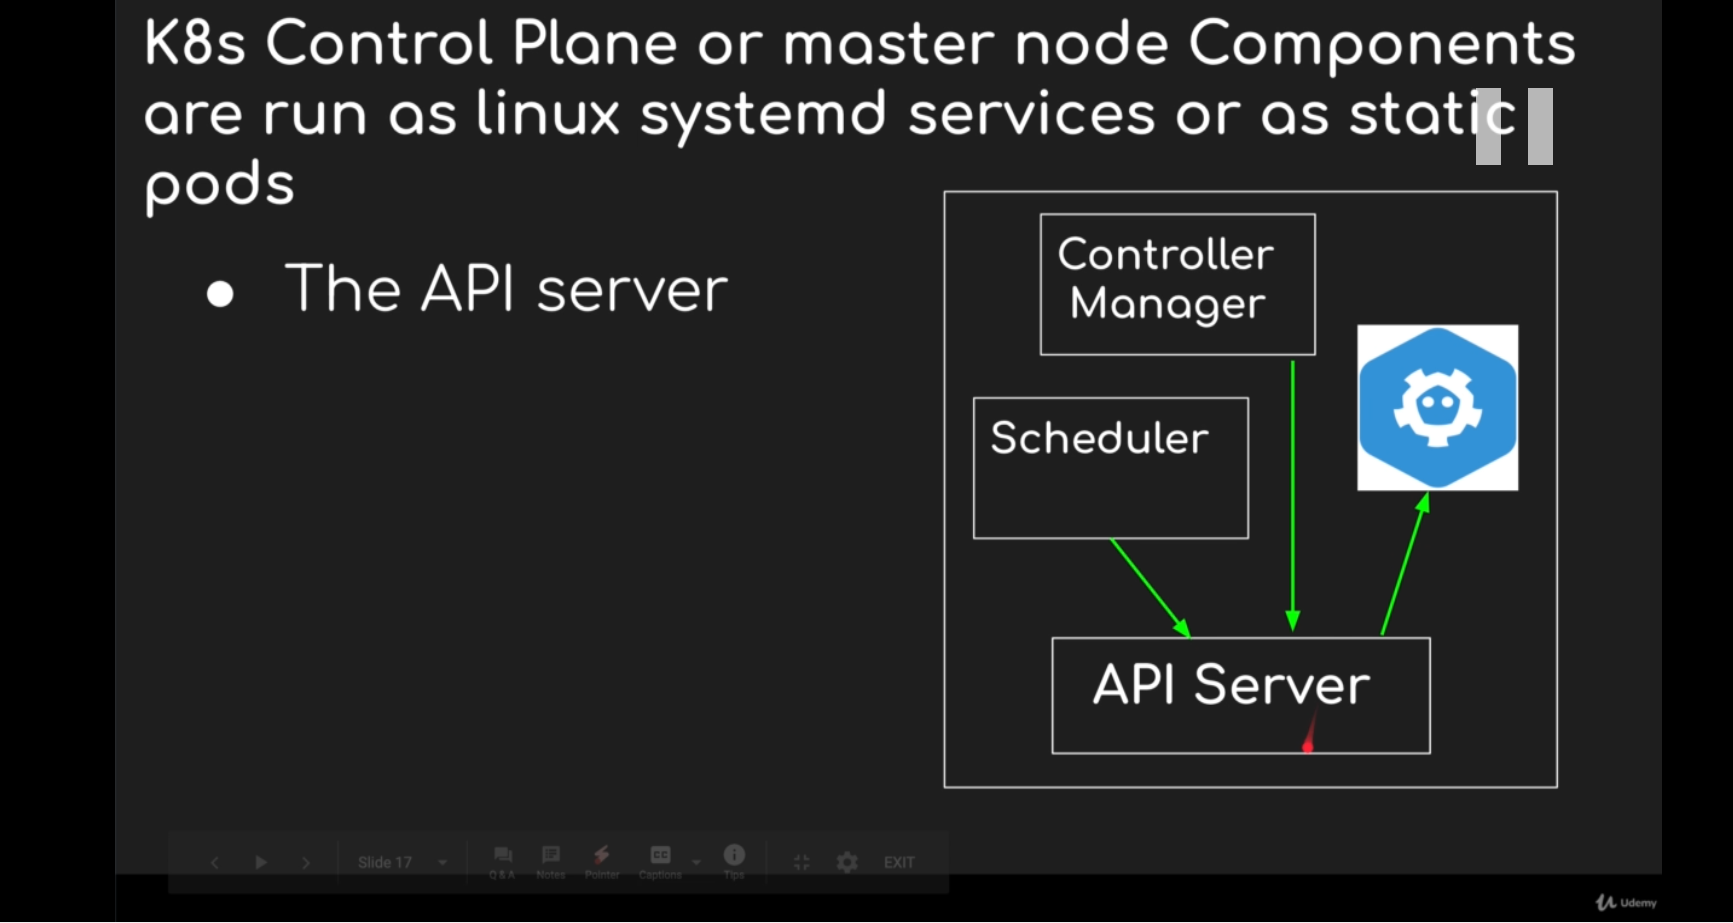 K8s Control Plane or master node Components
are run as linux systemd services or as static
pods
● The API server
Controller
Manager
Scheduler
API Server
Slide 17
Q & A
Notes
Pointer
CC
Captions
Tips
EXIT
Udemy